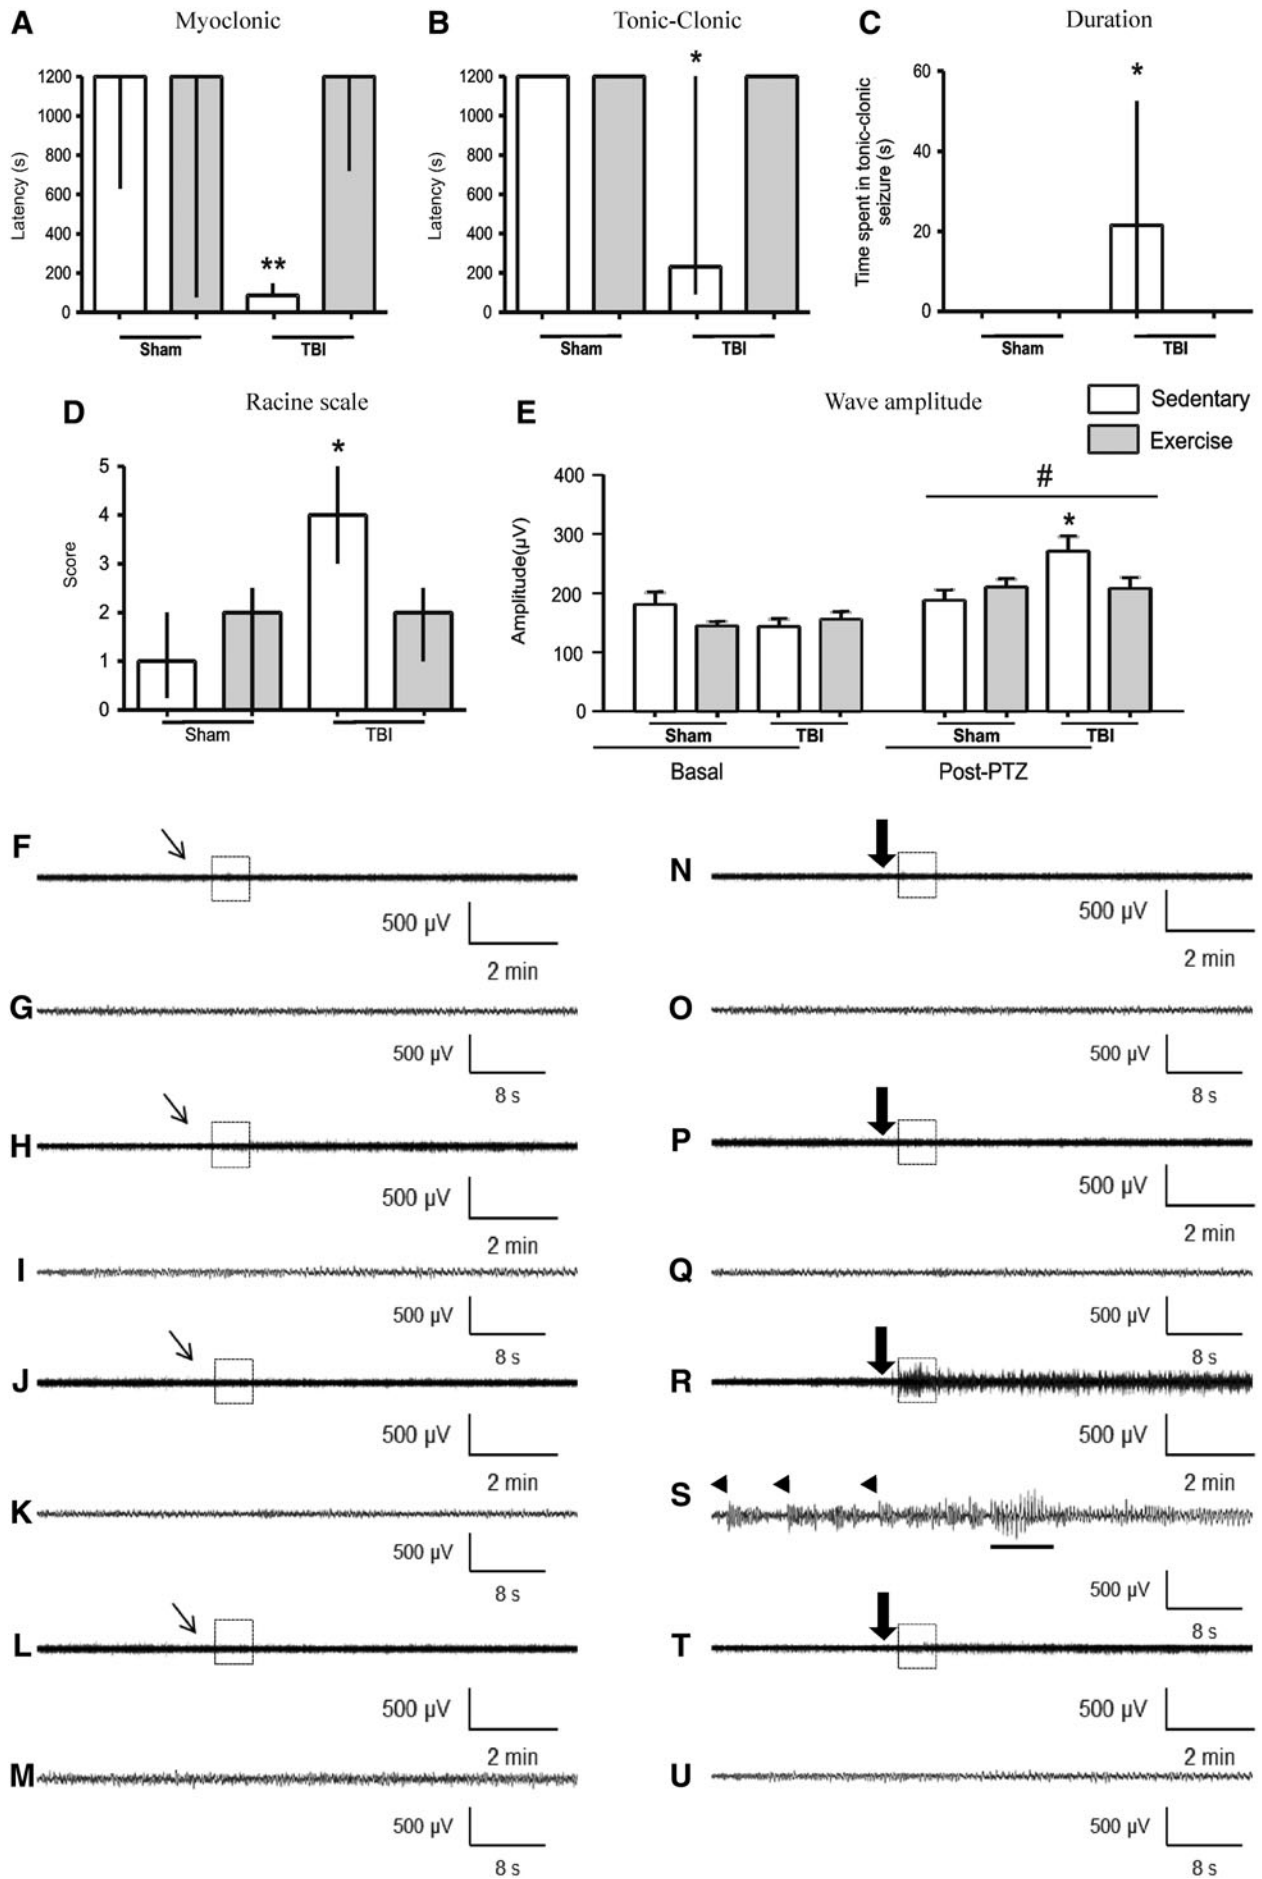 A Myoclonic
Latency (s)
1200
1000
800
600
400
200
0
**
Sham TBI
B Tonic-Clonic
Latency (s)
1200
1000
800
600
400
200
0
*
Sham TBI
C Duration
Time spent in tonic-clonic
seizure (s)
60
40
20
0
*
Sham TBI
D Racine scale
Score
5
4
3
2
1
0
*
Sham TBI
E Wave amplitude
Sedentary
Exercise
Amplitude(µV)
400
300
200
100
0
#
*
Sham TBI Sham TBI
Basal Post-PTZ
F
500 µV
2 min
G
500 µV
8 s
H
500 µV
2 min
I
500 µV
8 s
J
500 µV
2 min
K
500 µV
8 s
L
500 µV
2 min
M
500 µV
8 s
N
500 µV
2 min
O
500 µV
8 s
P
500 µV
2 min
Q
500 µV
8 s
R
500 µV
2 min
S
500 µV
8 s
T
500 µV
2 min
U
500 µV
8 s